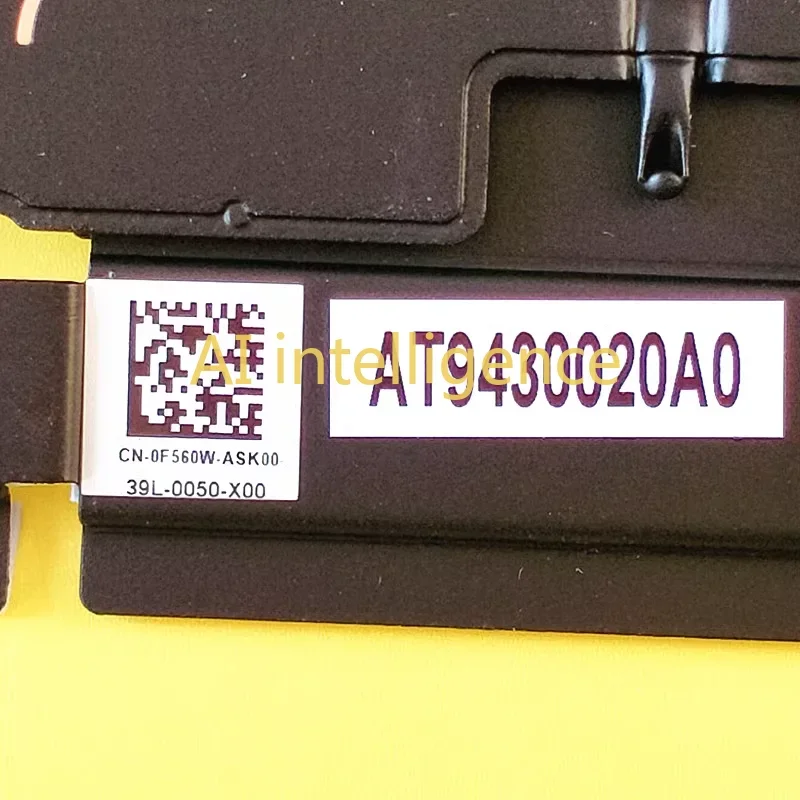 AI intelligence
AT9430020A0
CN-0F560W-ASK00-
39L-0050-X00